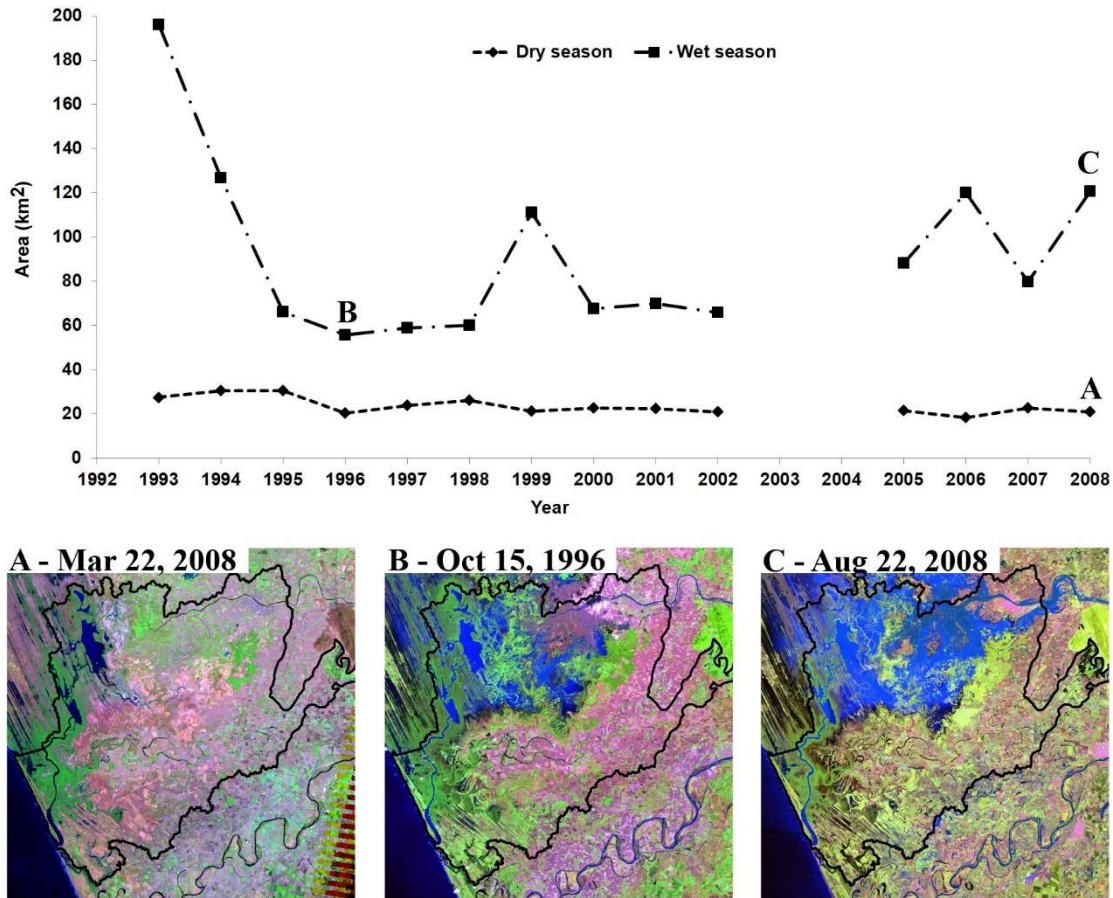 200
180
160
140
120
100
80
60
40
20
0
Area (km2)
Dry season
Wet season
B
C
A
1992 1993 1994 1995 1996 1997 1998 1999 2000 2001 2002 2003 2004 2005 2006 2007 2008
Year
A - Mar 22, 2008
B - Oct 15, 1996
C - Aug 22, 2008